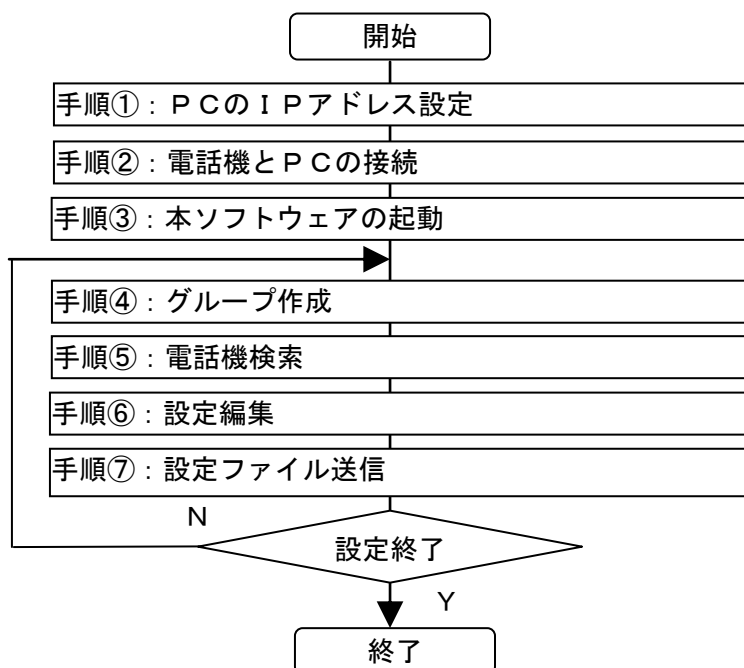 開始
手順①：ＰＣのＩＰアドレス設定
手順②：電話機とＰＣの接続
手順③：本ソフトウェアの起動
手順④：グループ作成
手順⑤：電話機検索
手順⑥：設定編集
手順⑦：設定ファイル送信
Ｎ
設定終了
Ｙ
終了